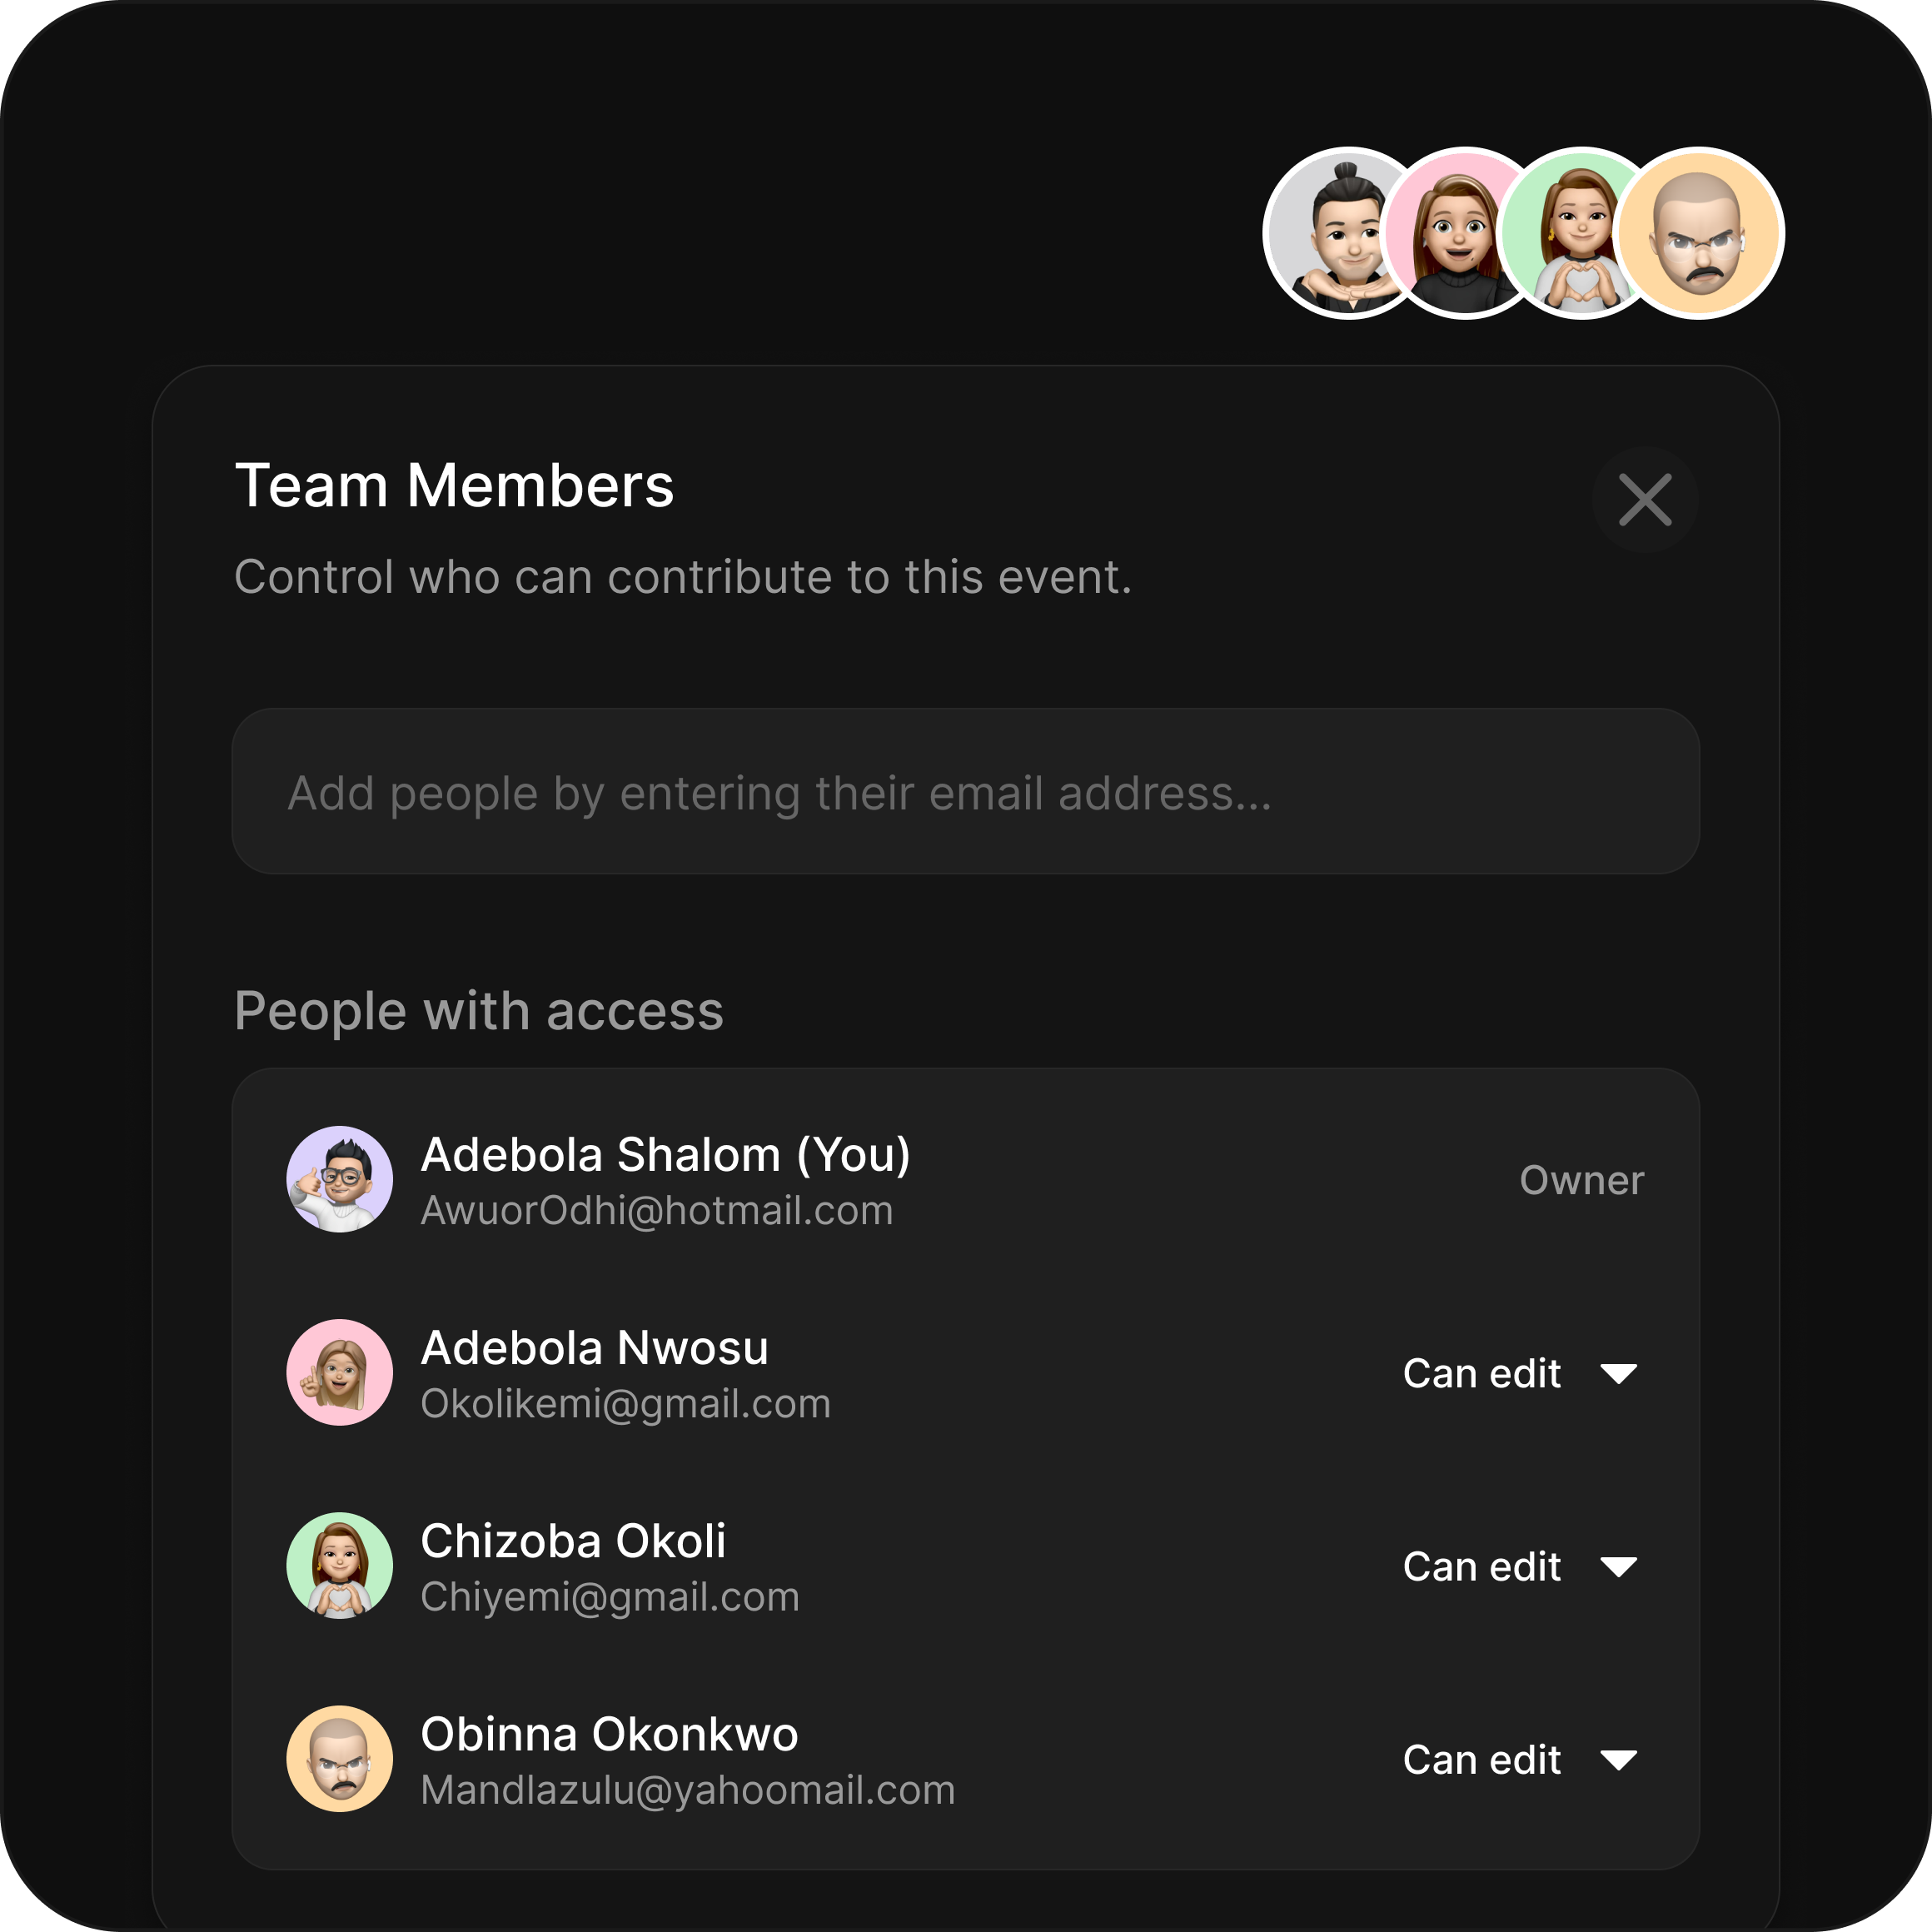 Team Members
Control who can contribute to this event.
Add people by entering their email address...
People with access
Adebola Shalom (You)
AwuorOdhi@hotmail.com
Owner
Adebola Nwosu
Okolikemi@gmail.com
Can edit
Chizoba Okoli
Chiyemi@gmail.com
Can edit
Obinna Okonkwo
Mandlazulu@yahoomail.com
Can edit